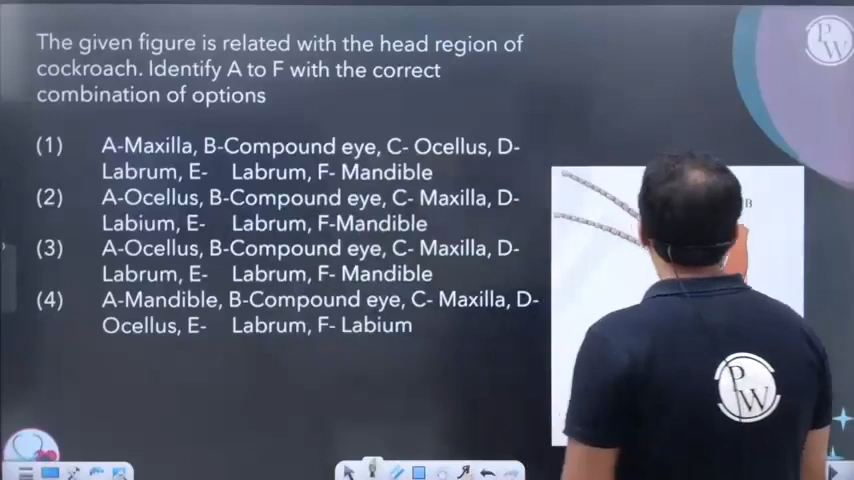 The given figure is related with the head region of
cockroach. Identify A to F with the correct
combination of options
(1) A-Maxilla, B-Compound eye, C- Ocellus, D-
Labrum, E- Labrum, F- Mandible
(2) A-Ocellus, B-Compound eye, C- Maxilla, D-
Labium, E- Labrum, F-Mandible
(3) A-Ocellus, B-Compound eye, C- Maxilla, D-
Labrum, E- Labrum, F- Mandible
(4) A-Mandible, B-Compound eye, C- Maxilla, D-
Ocellus, E- Labrum, F- Labium
B
PW
PW